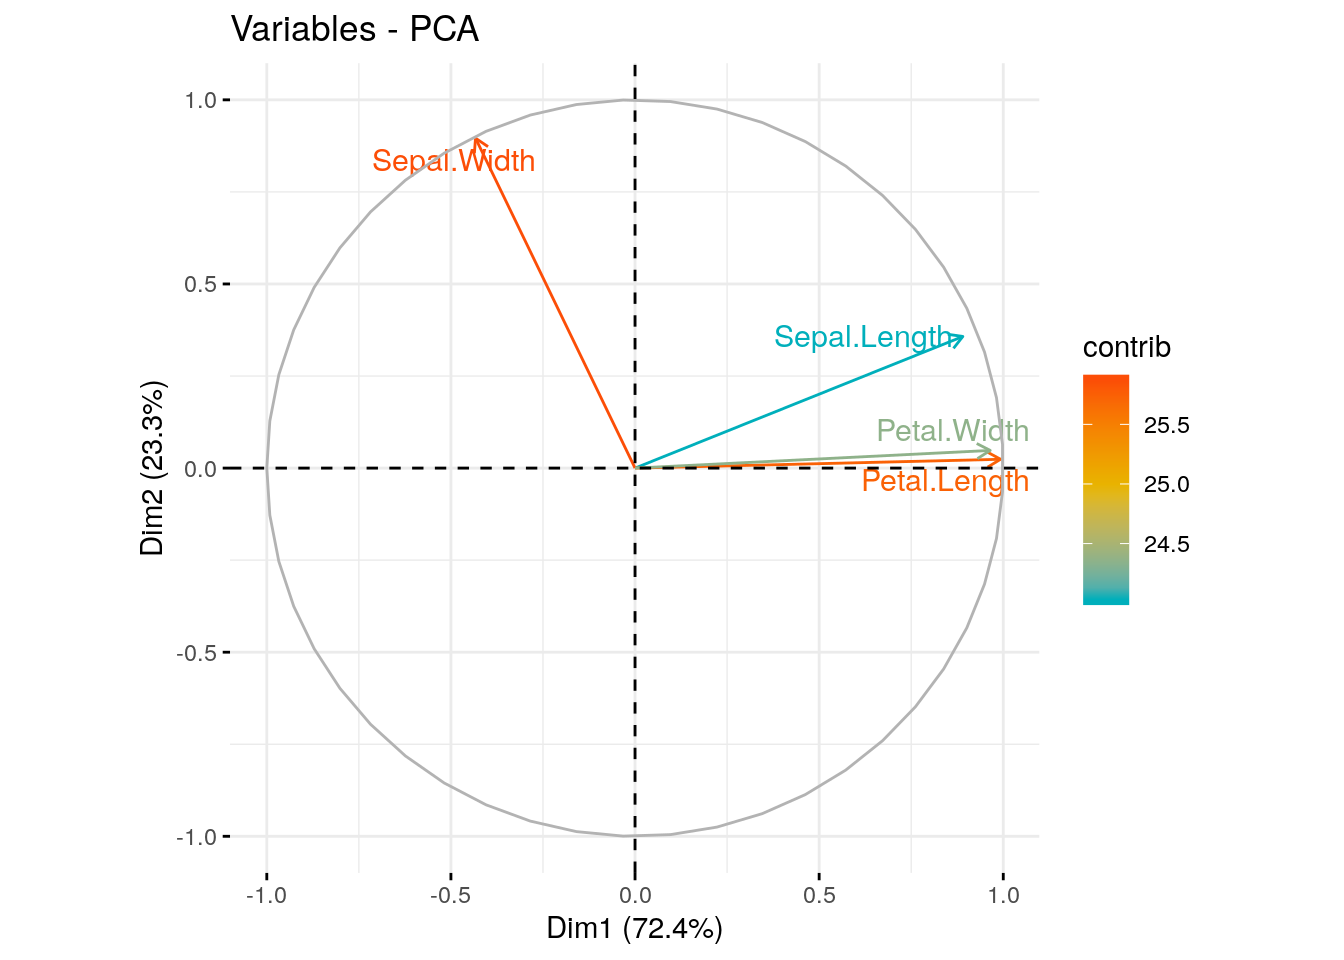 Variables - PCA
1.0
Sepal.Width
0.5
Sepal.Length
contrib
Petal.Width
25.5
Dim2 (23.3%)
0.0
Petal.Length
25.0
24.5
-0.5
-1.0
-1.0
-0.5
0.0
0.5
1.0
Dim1 (72.4%)